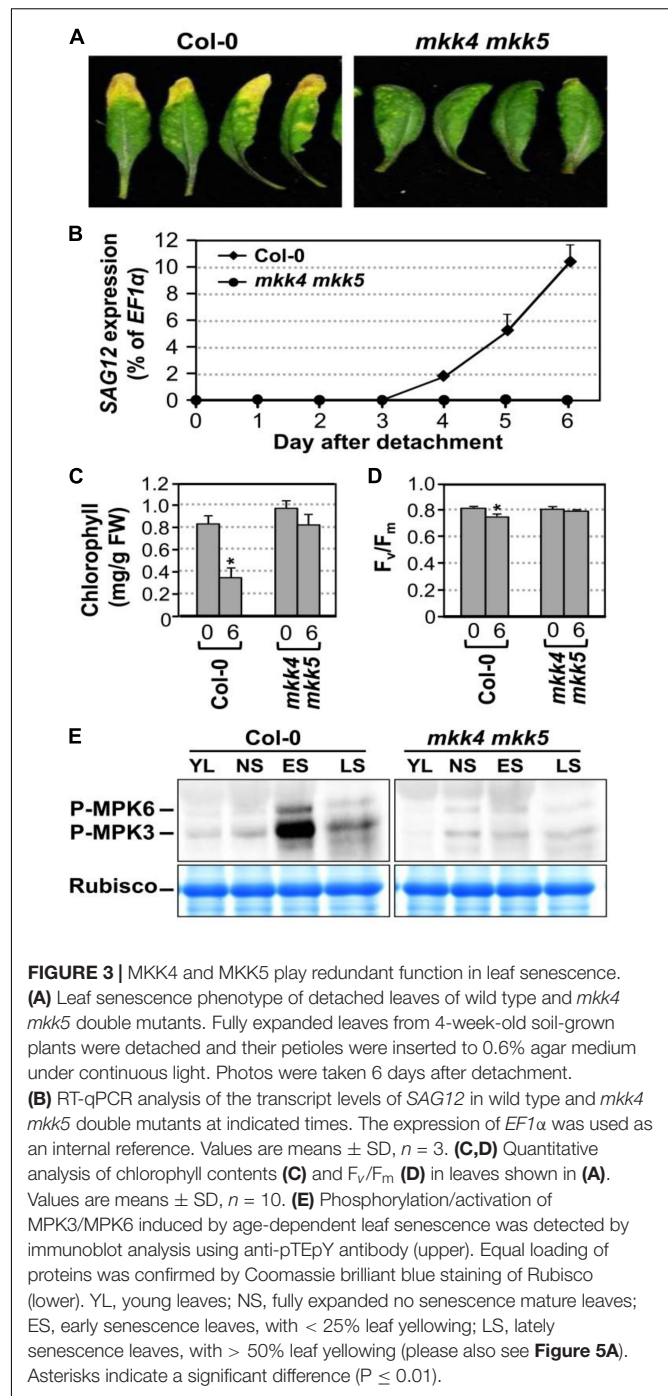 A
Col-0
mkk4 mkk5
B
SAG12 expression
(% of EF1α)
12
10
8
6
4
2
0
Col-0
mkk4 mkk5
0 1 2 3 4 5 6
Day after detachment
C
Chlorophyll
(mg/g FW)
1.2
1.0
0.8
0.6
0.4
0.2
0
*
0 6 0 6
Col-0
mkk4
mkk5
D
Fv/Fm
1.0
0.8
0.6
0.4
0.2
0
*
0 6 0 6
Col-0
mkk4
mkk5
E
Col-0
mkk4 mkk5
YL NS ES LS YL NS ES LS
P-MPK6
P-MPK3
Rubisco
FIGURE 3 | MKK4 and MKK5 play redundant function in leaf senescence.
(A) Leaf senescence phenotype of detached leaves of wild type and mkk4
mkk5 double mutants. Fully expanded leaves from 4-week-old soil-grown
plants were detached and their petioles were inserted to 0.6% agar medium
under continuous light. Photos were taken 6 days after detachment.
(B) RT-qPCR analysis of the transcript levels of SAG12 in wild type and mkk4
mkk5 double mutants at indicated times. The expression of EF1α was used as
an internal reference. Values are means ± SD, n = 3. (C,D) Quantitative
analysis of chlorophyll contents (C) and Fv/Fm (D) in leaves shown in (A).
Values are means ± SD, n = 10. (E) Phosphorylation/activation of
MPK3/MPK6 induced by age-dependent leaf senescence was detected by
immunoblot analysis using anti-pTEpY antibody (upper). Equal loading of
proteins was confirmed by Coomassie brilliant blue staining of Rubisco
(lower). YL, young leaves; NS, fully expanded no senescence mature leaves;
ES, early senescence leaves, with < 25% leaf yellowing; LS, lately
senescence leaves, with > 50% leaf yellowing (please also see Figure 5A).
Asterisks indicate a significant difference (P ≤ 0.01).